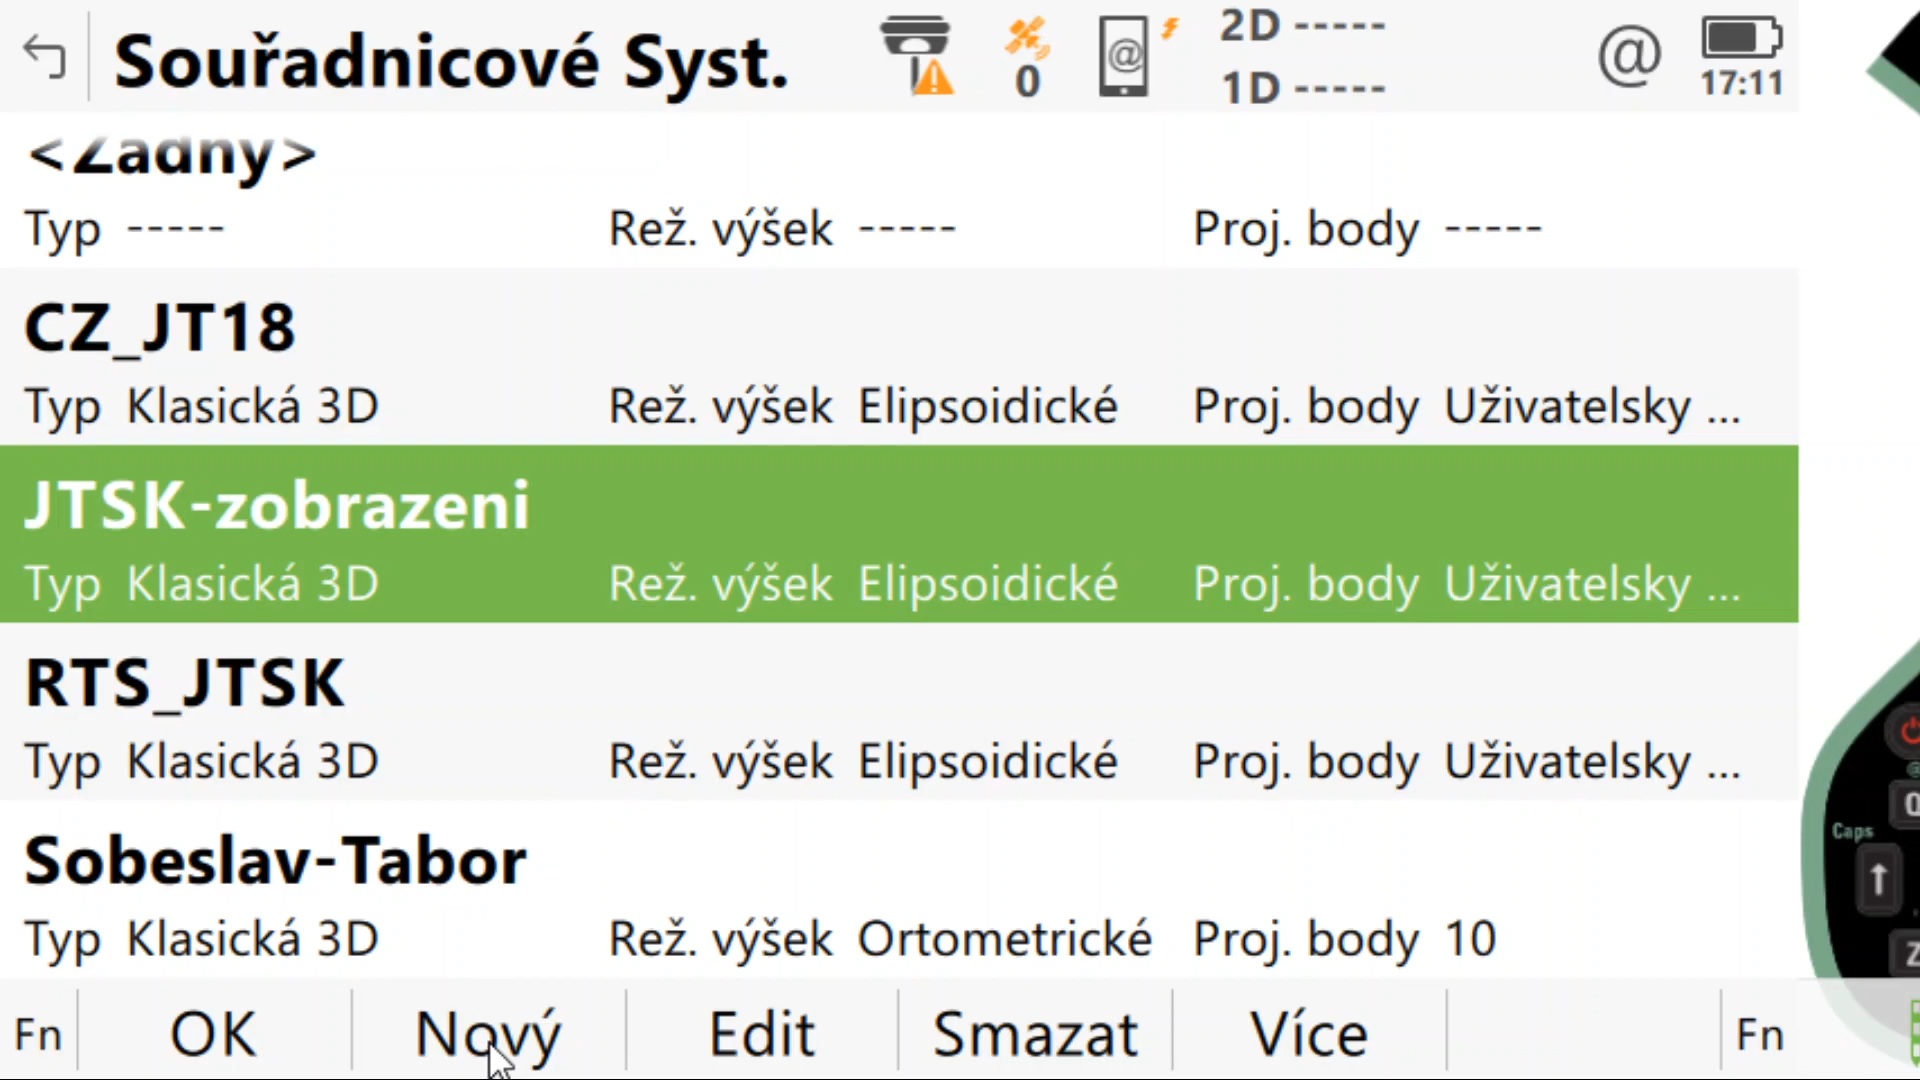 Souřadnicové Syst.
0
@
2D -----
1D -----
@
17:11
<Žádný>
Typ ----- Rež. výšek ----- Proj. body -----
CZ_JT18
Typ Klasická 3D Rež. výšek Elipsoidické Proj. body Uživatelsky ...
JTSK-zobrazeni
Typ Klasická 3D Rež. výšek Elipsoidické Proj. body Uživatelsky ...
RTS_JTSK
Typ Klasická 3D Rež. výšek Elipsoidické Proj. body Uživatelsky ...
Sobeslav-Tabor
Typ Klasická 3D Rež. výšek Ortometrické Proj. body 10
Fn OK Nový Edit Smazat Více Fn
Caps